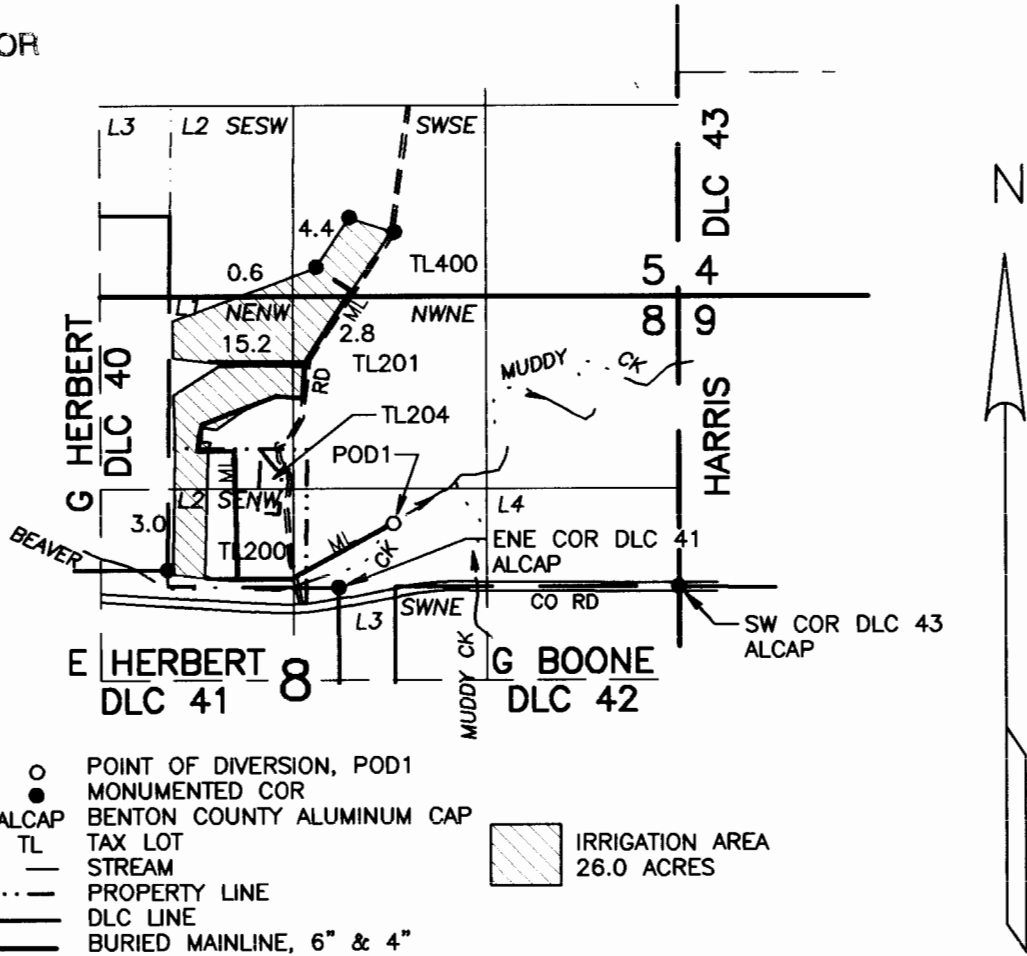 OR
L3 L2 SESW SWSE
DLC 43
N
4.4
TL400
0.6
5 4
L1 NENW ML NWNE
8 9
15.2 2.8
G HERBERT
DLC 40
RD
TL201
MUDDY CK
TL204
HARRIS
POD1
ML
L2 SENW L4
3.0
BEAVER
TL200 ML CK
ENE COR DLC 41
ALCAP
L3 SWNE CO RD
SW COR DLC 43
ALCAP
MUDDY CK
E HERBERT
DLC 41
8
G BOONE
DLC 42
POINT OF DIVERSION, POD1
MONUMENTED COR
ALCAP BENTON COUNTY ALUMINUM CAP
TL TAX LOT
STREAM
PROPERTY LINE
DLC LINE
BURIED MAINLINE, 6" & 4"
IRRIGATION AREA
26.0 ACRES